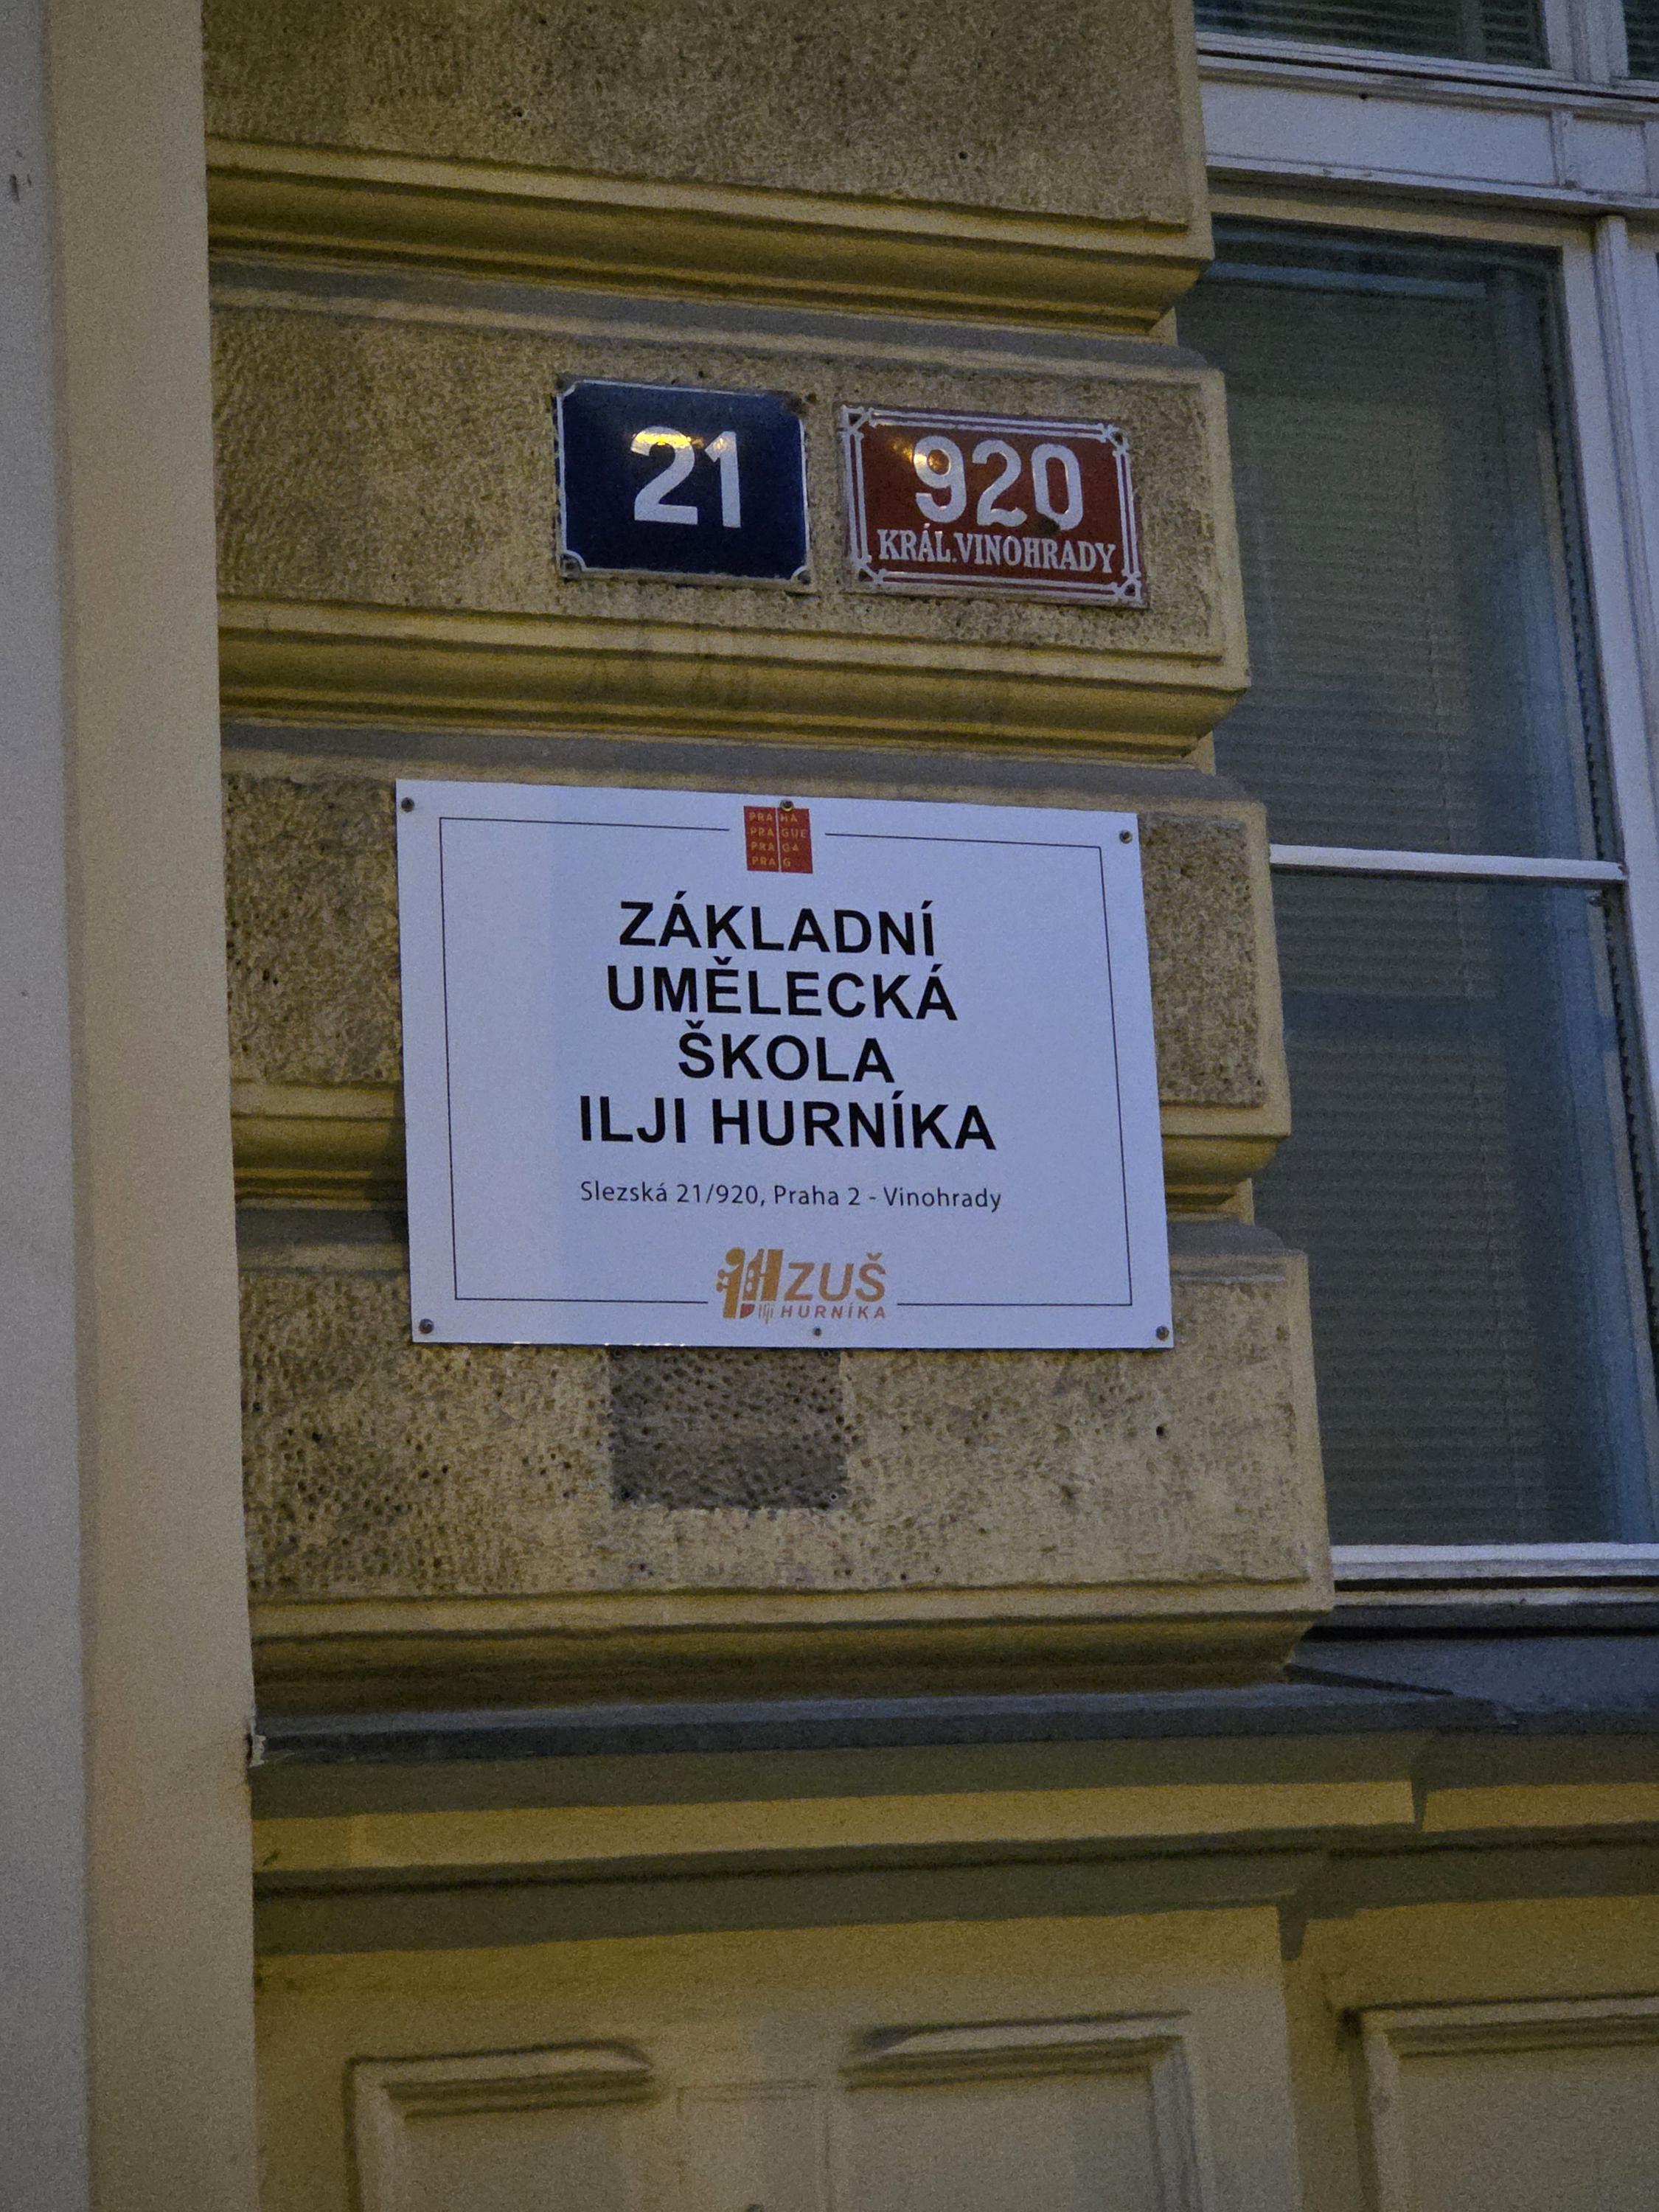 21
920
KRÁL.VINOHRADY
PRAHA
PRAGUE
PRAGA
PRAG
ZÁKLADNÍ
UMĚLECKÁ
ŠKOLA
ILJI HURNÍKA
Slezská 21/920, Praha 2 - Vinohrady
ZUŠ
Ilji HURNÍKA